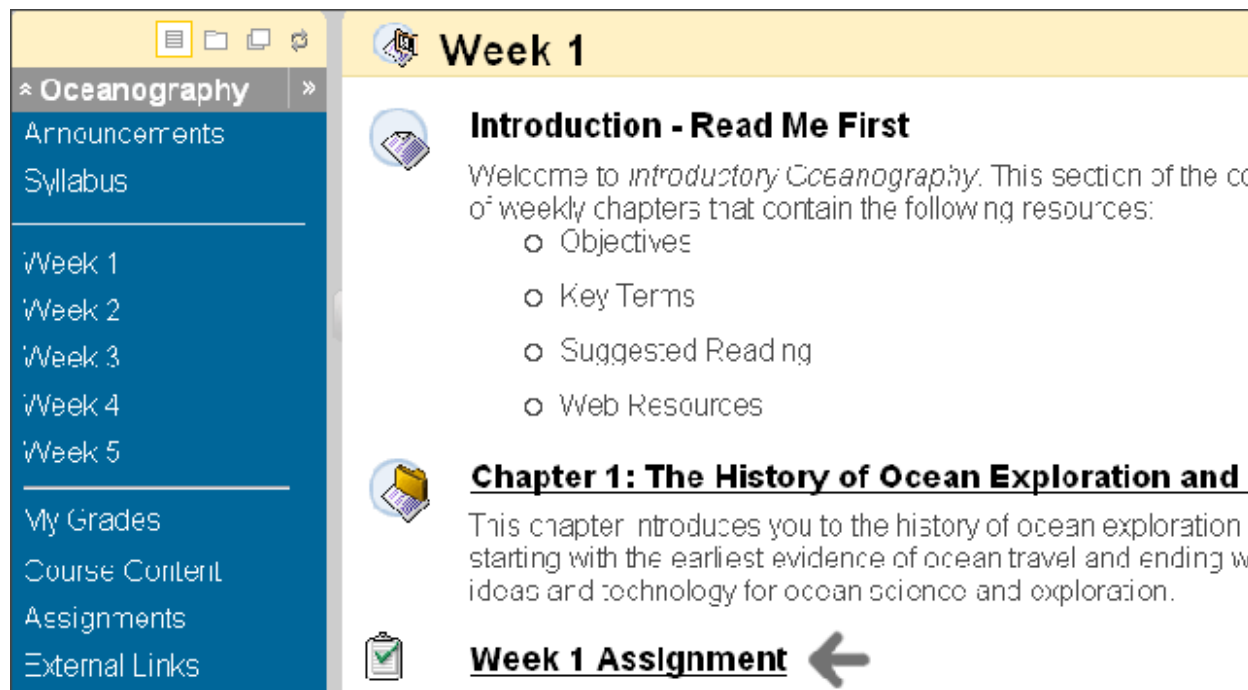 Oceanography
Announcements
Syllabus
Week 1
Week 2
Week 3
Week 4
Week 5
My Grades
Course Content
Assignments
External Links
Week 1
Introduction - Read Me First
Welcome to Introductory Oceanography. This section of the co
of weekly chapters that contain the following resources:
Objectives
Key Terms
Suggested Reading
Web Resources
Chapter 1: The History of Ocean Exploration and
This chapter introduces you to the history of ocean exploration
starting with the earliest evidence of ocean travel and ending w
ideas and technology for ocean science and exploration.
Week 1 Assignment